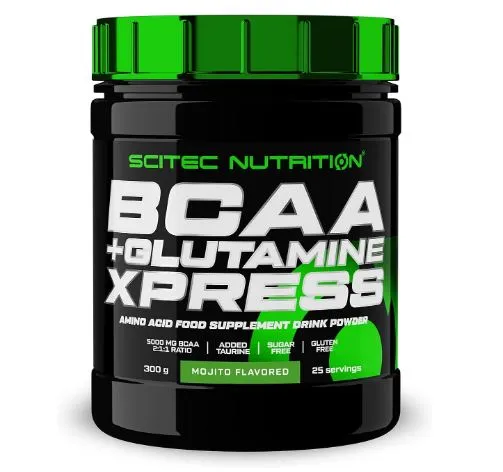 SCITEC NUTRITION®
BCAA
+GLUTAMINE
XPRESS
AMINO ACID FOOD SUPPLEMENT DRINK POWDER
5000 MG BCAA | ADDED | SUGAR | GLUTEN
2:1:1 RATIO | TAURINE | FREE | FREE
300 g MOJITO FLAVORED 25 servings